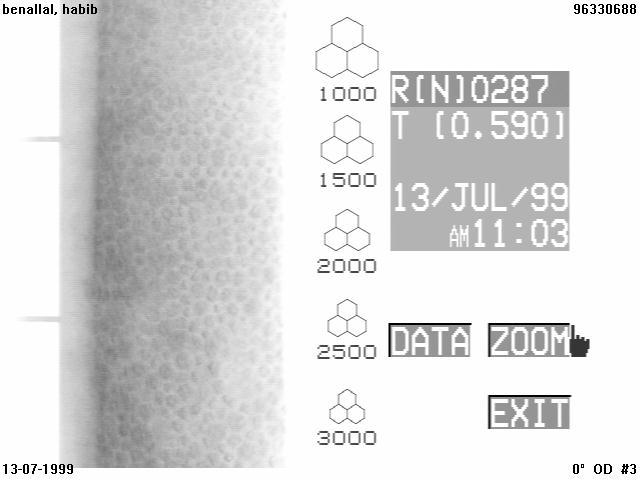 benallal, habib
96330688
1000
1500
2000
2500
3000
R[N]0287
T [0.590]
13/JUL/99
AM11:03
DATA ZOOM
EXIT
13-07-1999
0° OD #3